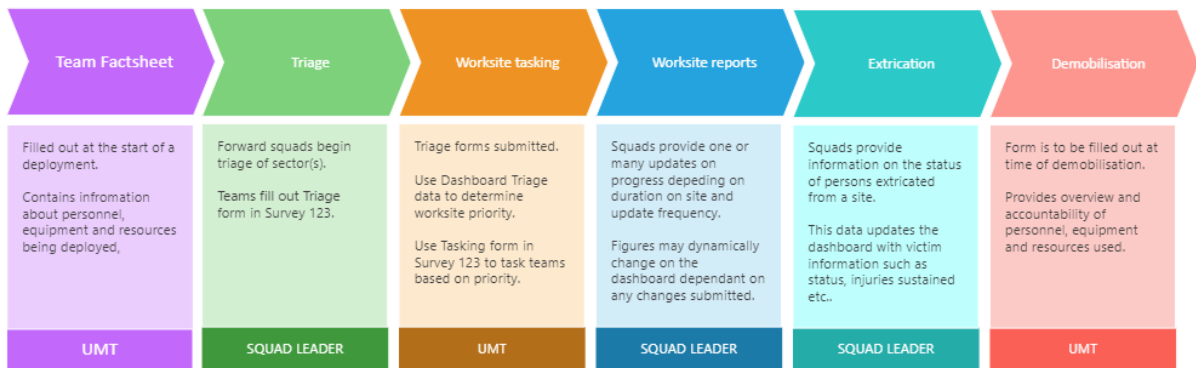 Team Factsheet
Triage
Worksite tasking
Worksite reports
Extrication
Demobilisation
Filled out at the start of a
deployment.
Contains infromation
about personnel,
equipment and resources
being deployed,
UMT
Forward squads begin
triage of sector(s).
Teams fill out Triage
form in Survey 123.
SQUAD LEADER
Triage forms submitted.
Use Dashboard Triage
data to determine
worksite priority.
Use Tasking form in
Survey 123 to task teams
based on priority.
UMT
Squads provide one or
many updates on
progress depeding on
duration on site and
update frequency.
Figures may dynamically
change on the
dashboard dependant on
any changes submitted.
SQUAD LEADER
Squads provide
information on the status
of persons extricated
from a site.
This data updates the
dashboard with victim
information such as
status, injuries sustained
etc..
SQUAD LEADER
Form is to be filled out at
time of demobilisation.
Provides overview and
accountability of
personnel, equipment
and resources used.
UMT